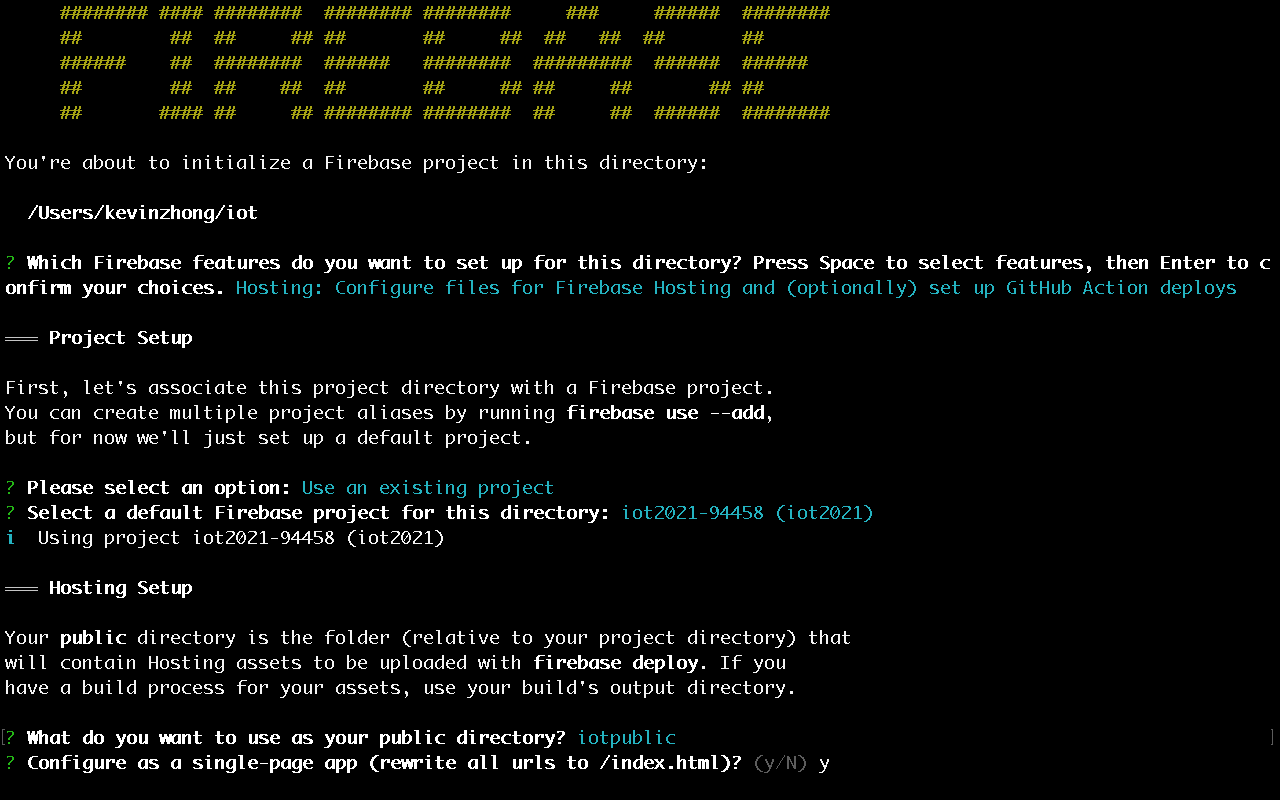 ######## #### ########  ######## ########     ###     ######  ########
##        ##  ##     ## ##       ##     ##  ##   ##  ##       ##
######    ##  ########  ######   ########  #########  ######  ######
##        ##  ##    ##  ##       ##     ## ##     ##       ## ##
##       #### ##     ## ######## ########  ##     ##  ######  ########
You're about to initialize a Firebase project in this directory:
/Users/kevinzhong/iot
? Which Firebase features do you want to set up for this directory? Press Space to select features, then Enter to c
onfirm your choices. Hosting: Configure files for Firebase Hosting and (optionally) set up GitHub Action deploys
=== Project Setup
First, let's associate this project directory with a Firebase project.
You can create multiple project aliases by running firebase use --add,
but for now we'll just set up a default project.
? Please select an option: Use an existing project
? Select a default Firebase project for this directory: iot2021-94458 (iot2021)
i  Using project iot2021-94458 (iot2021)
=== Hosting Setup
Your public directory is the folder (relative to your project directory) that
will contain Hosting assets to be uploaded with firebase deploy. If you
have a build process for your assets, use your build's output directory.
? What do you want to use as your public directory? iotpublic
? Configure as a single-page app (rewrite all urls to /index.html)? (y/N) y